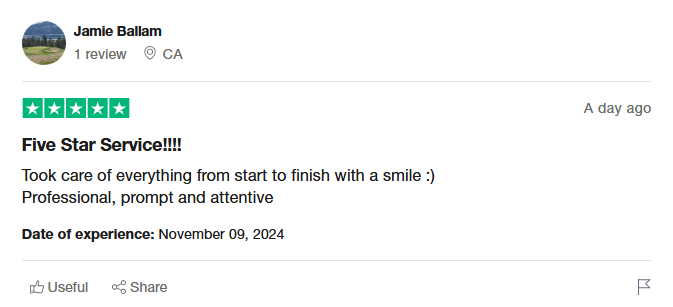 Jamie Ballam
1 review CA
A day ago
Five Star Service!!!!
Took care of everything from start to finish with a smile :)
Professional, prompt and attentive
Date of experience: November 09, 2024
Useful Share